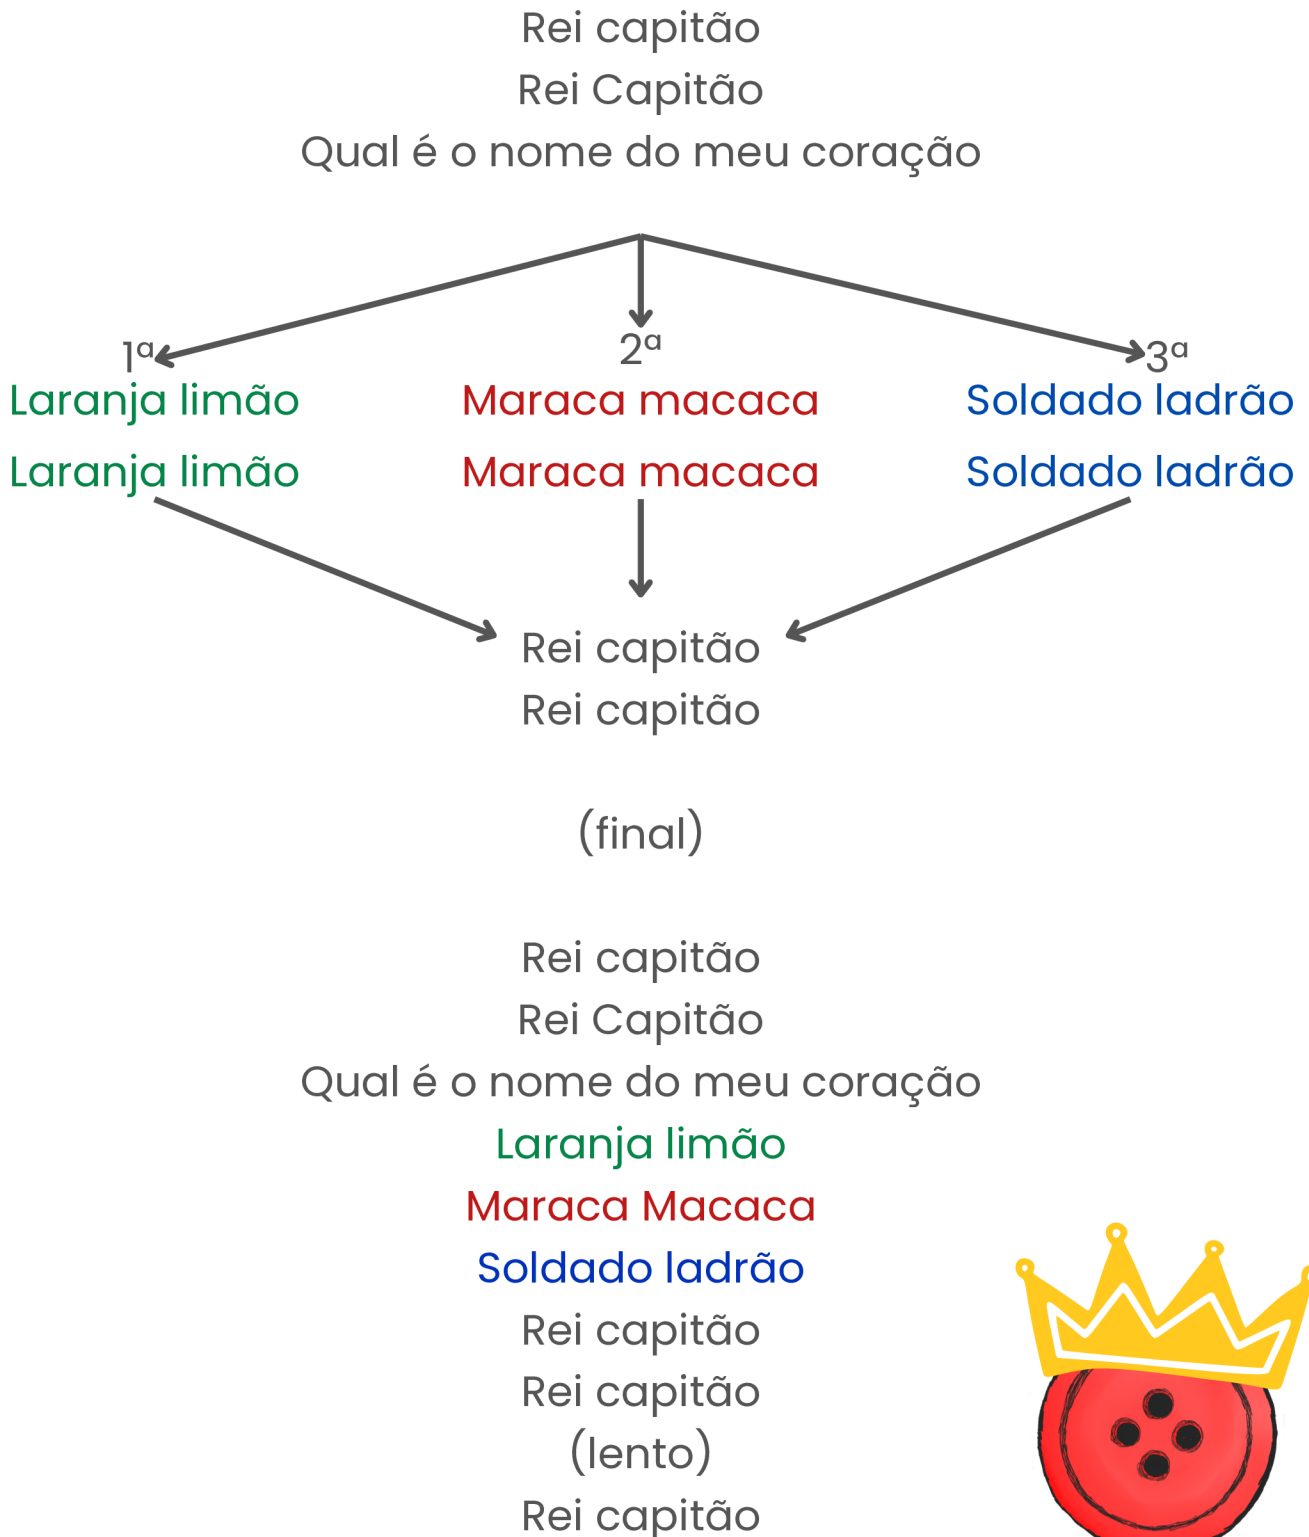 Rei capitão
Rei Capitão
Qual é o nome do meu coração
1ª
Laranja limão
Laranja limão
2ª
Maraca macaca
Maraca macaca
3ª
Soldado ladrão
Soldado ladrão
Rei capitão
Rei capitão
(final)
Rei capitão
Rei Capitão
Qual é o nome do meu coração
Laranja limão
Maraca Macaca
Soldado ladrão
Rei capitão
Rei capitão
(lento)
Rei capitão